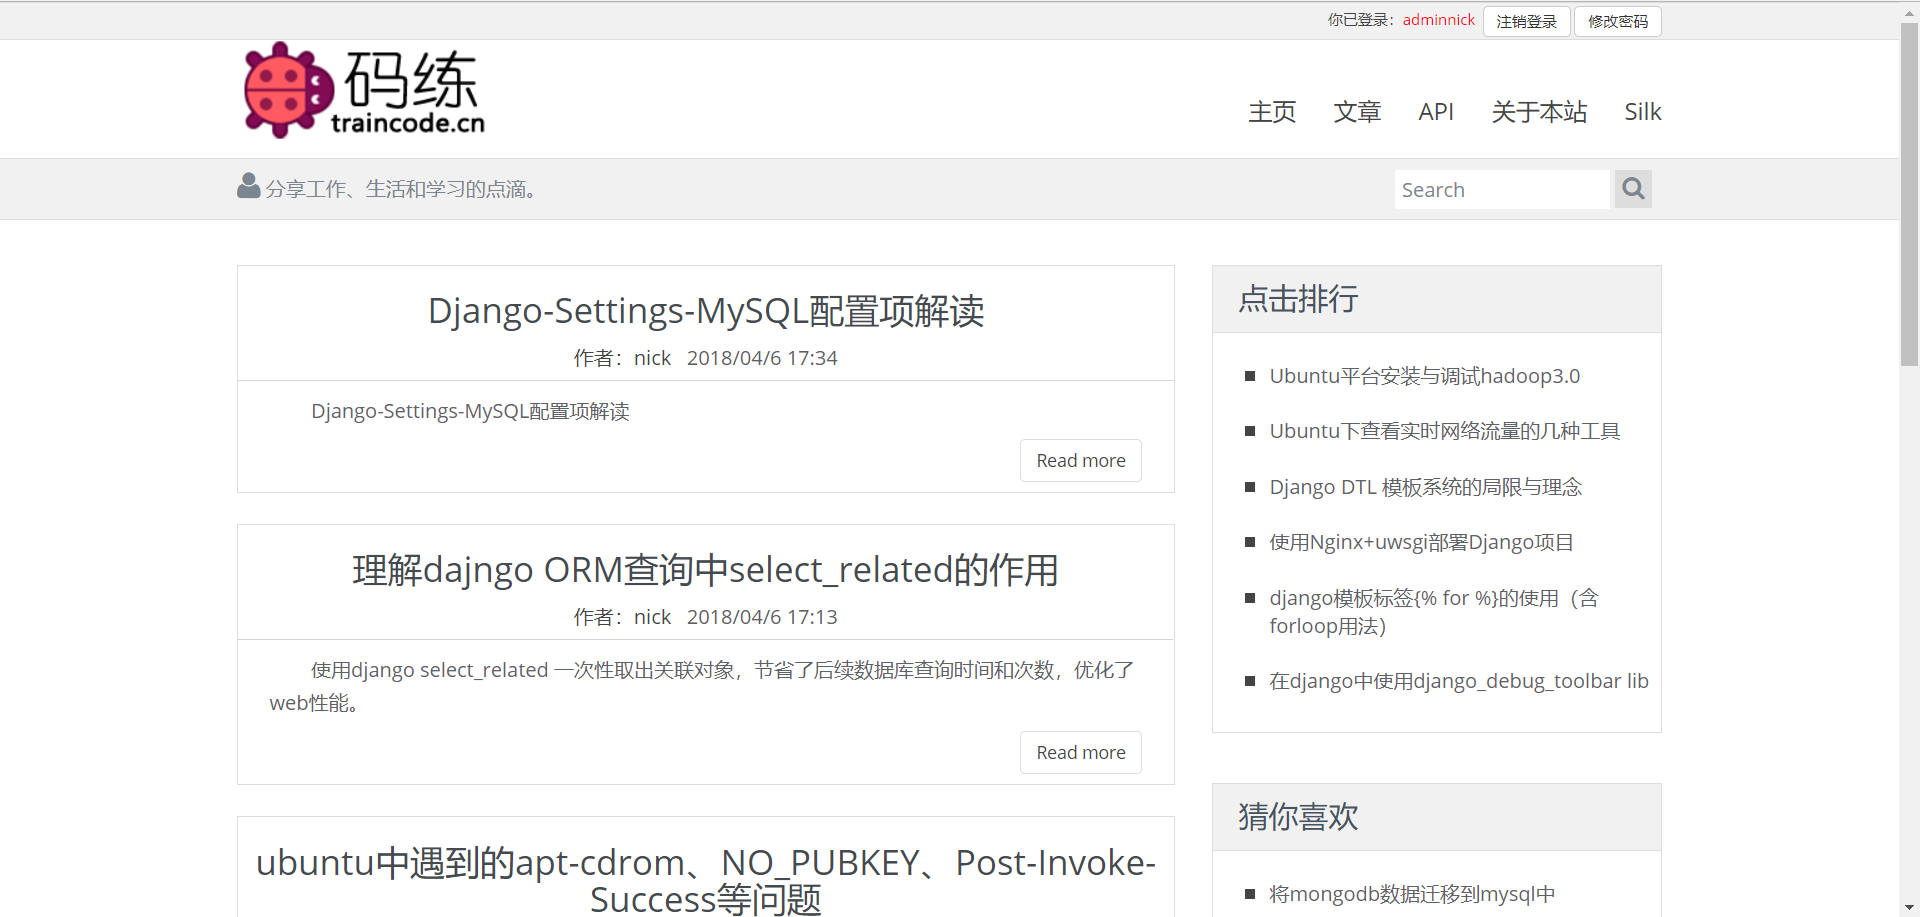 你已登录：adminnick 注销登录 修改密码
码练
traincode.cn
主页 文章 API 关于本站 Silk
分享工作、生活和学习的点滴。
Search
Django-Settings-MySQL配置项解读
作者：nick 2018/04/6 17:34
Django-Settings-MySQL配置项解读
Read more
理解dajngo ORM查询中select_related的作用
作者：nick 2018/04/6 17:13
使用django select_related 一次性取出关联对象，节省了后续数据库查询时间和次数，优化了
web性能。
Read more
ubuntu中遇到的apt-cdrom、NO_PUBKEY、Post-Invoke-
Success等问题
点击排行
Ubuntu平台安装与调试hadoop3.0
Ubuntu下查看实时网络流量的几种工具
Django DTL 模板系统的局限与理念
使用Nginx+uwsgi部署Django项目
django模板标签{% for %}的使用（含
forloop用法）
在django中使用django_debug_toolbar lib
猜你喜欢
将mongodb数据迁移到mysql中